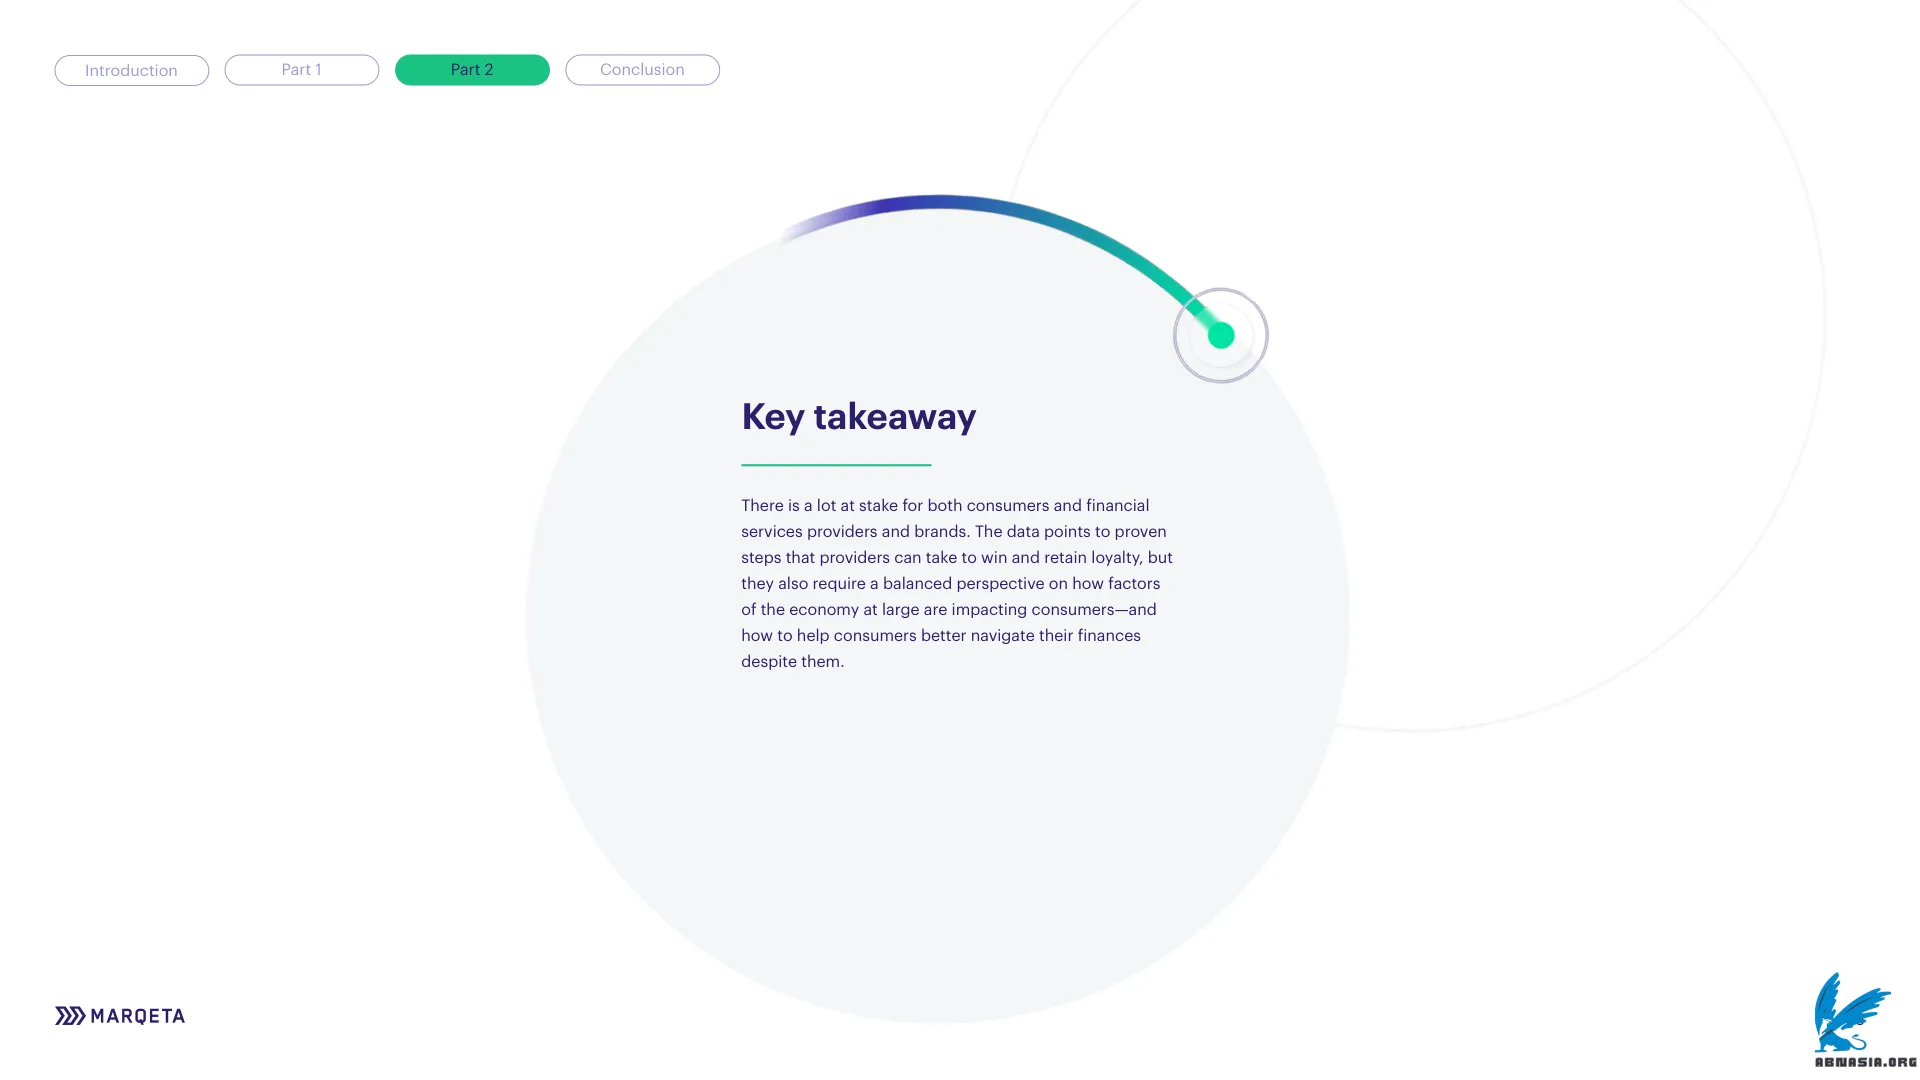 Introduction
Part 1
Part 2
Conclusion
Key takeaway
There is a lot at stake for both consumers and financial
services providers and brands. The data points to proven
steps that providers can take to win and retain loyalty, but
they also require a balanced perspective on how factors
of the economy at large are impacting consumers—and
how to help consumers better navigate their finances
despite them.
MARQETA
ABNASIA.ORG